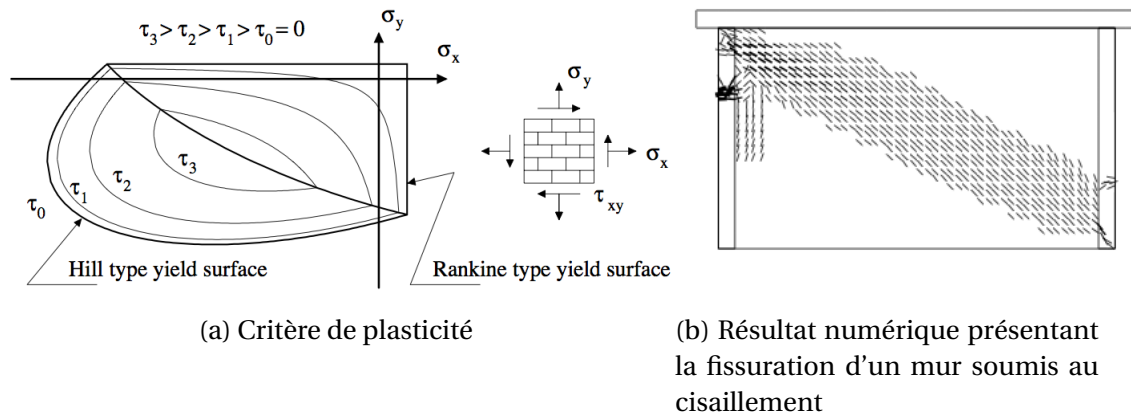 τ3 > τ2 > τ1 > τ0 = 0
σy
σx
τ3
τ2
τ1
τ0
Hill type yield surface
Rankine type yield surface
σy
σx
τxy
(a) Critère de plasticité
(b) Résultat numérique présentant
la fissuration d'un mur soumis au
cisaillement